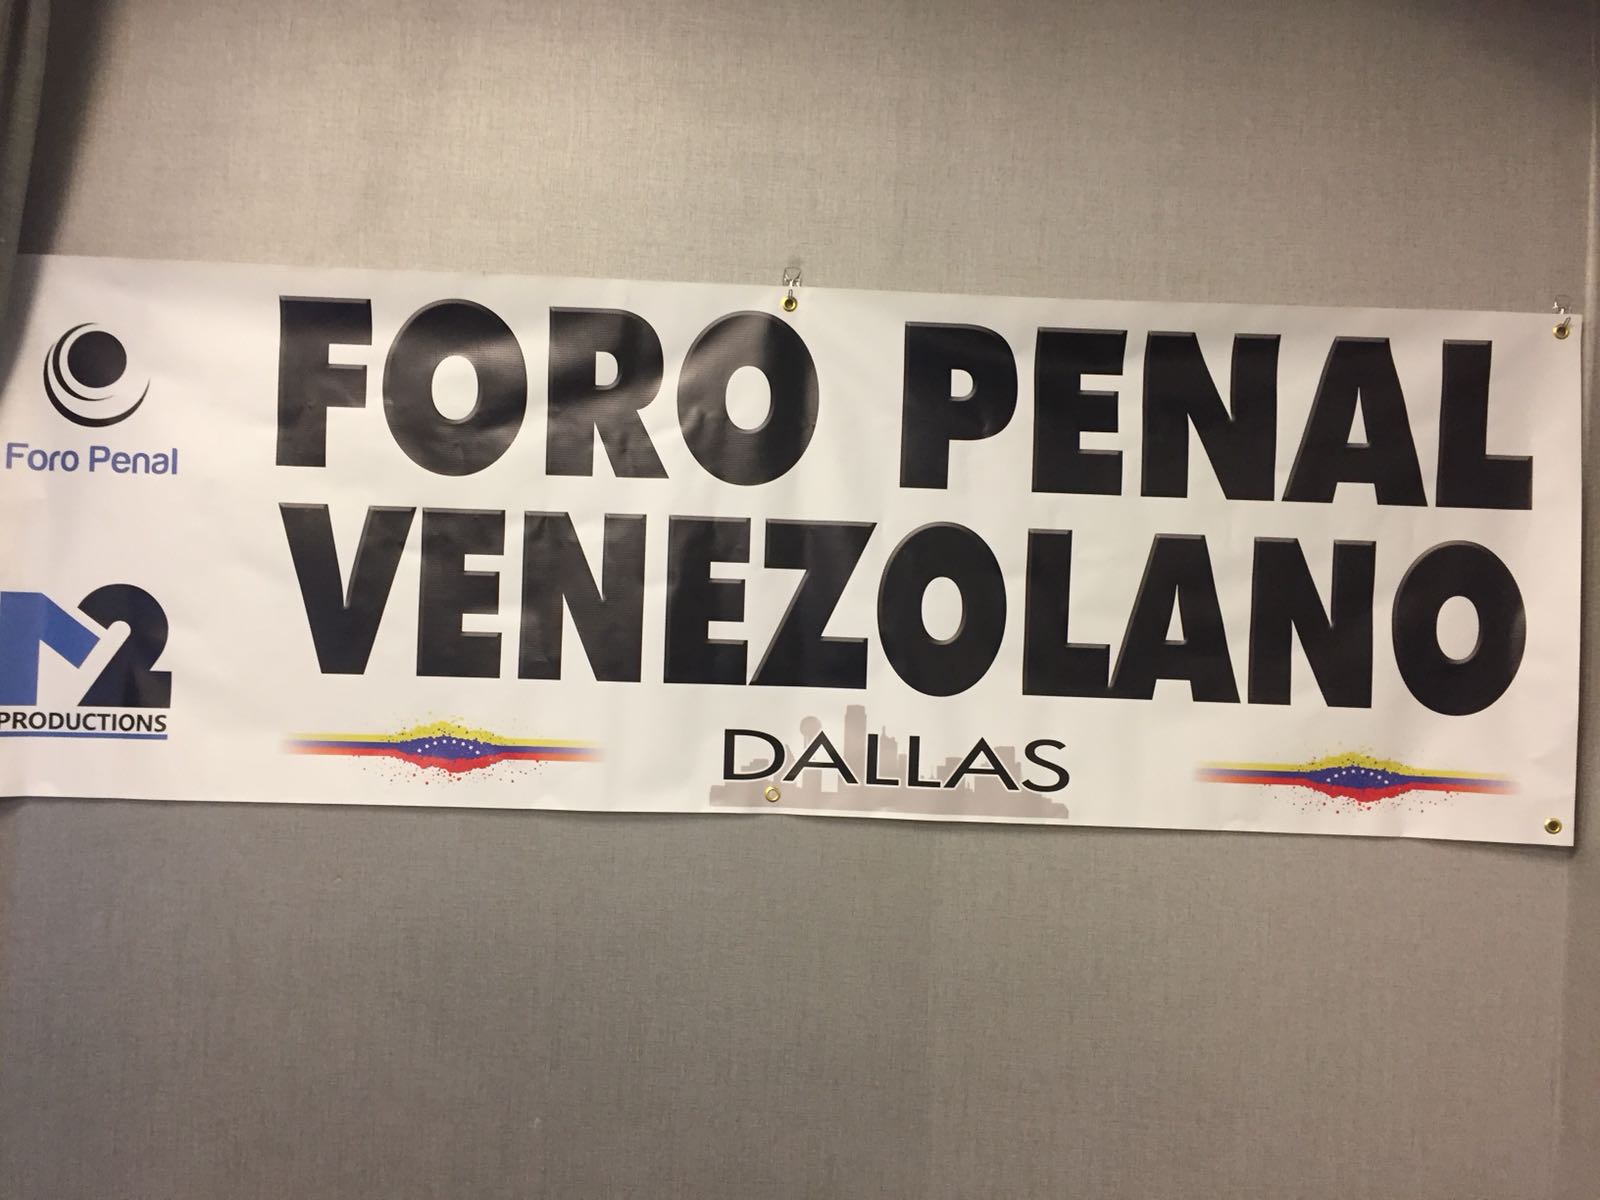 Foro Penal
FORO PENAL
VENEZOLANO
PRODUCTIONS
DALLAS